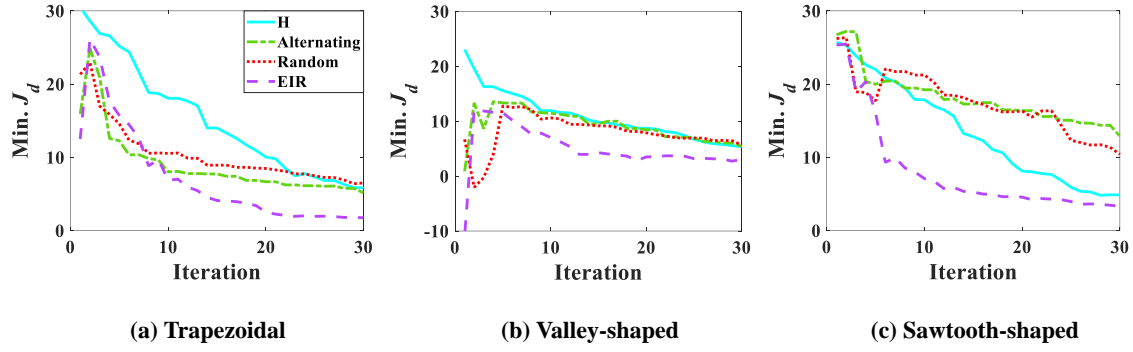 30
20
10
0
0
10
20
30
Min. J_d
Iteration
H
Alternating
Random
EIR
(a) Trapezoidal
30
20
10
0
-10
0
10
20
30
Min. J_d
Iteration
(b) Valley-shaped
30
20
10
0
0
10
20
30
Min. J_d
Iteration
(c) Sawtooth-shaped